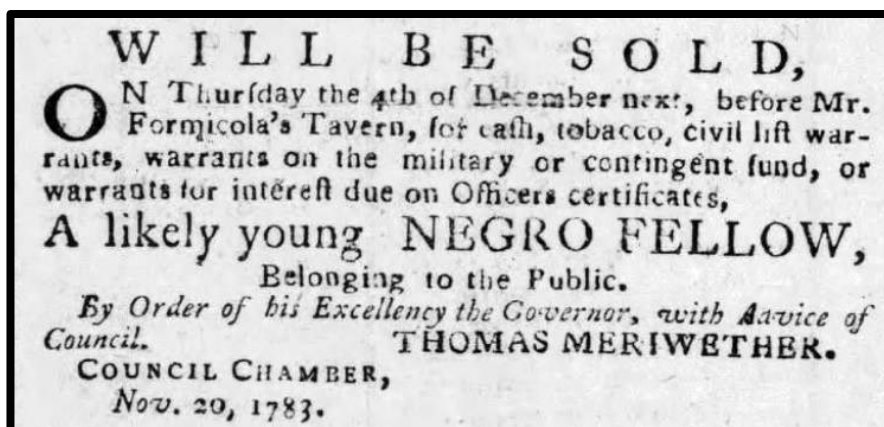 WILL BE SOLD,
ON Thurſday the 4th of December next, before Mr.
Formicola's Tavern, for caſh, tobacco, civil liſt war-
rants, warrants on the military or contingent fund, or
warrants for intereſt due on Officers certificates,
A likely young NEGRO FELLOW,
Belonging to the Public.
By Order of his Excellency the Governor, with Advice of
Council. THOMAS MERIWETHER.
COUNCIL CHAMBER,
Nov. 20, 1783.